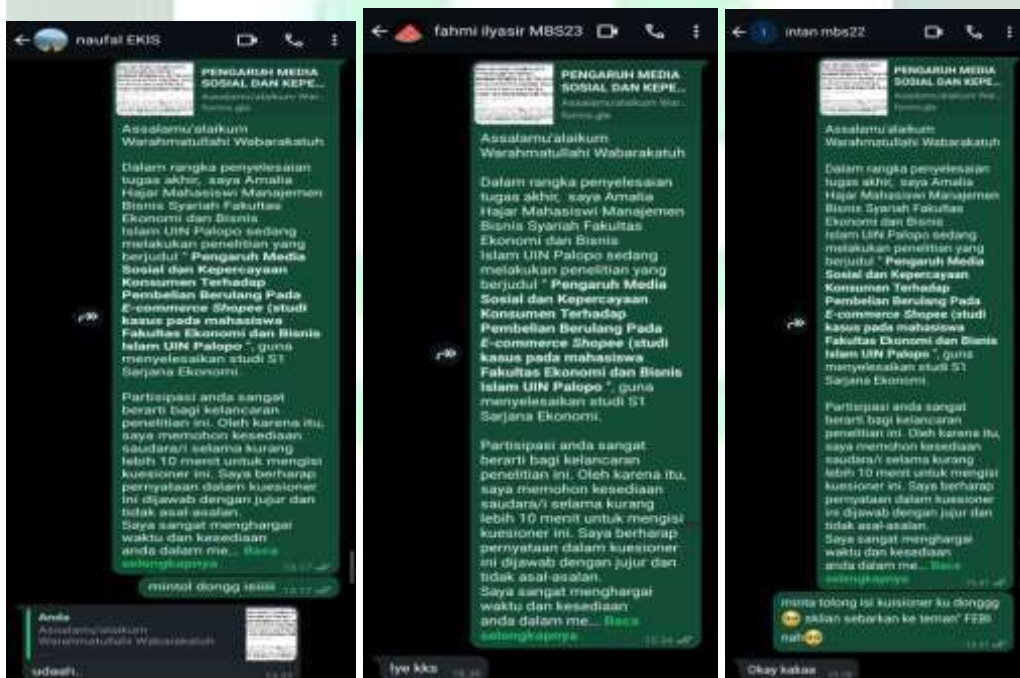 naufal EKIS
PENGARUH MEDIA
SOSIAL DAN KEPE...
Assalamu'alaikum War...
forms.gle
Assalamu'alaikum
Warahmatullahi Wabarakatuh
Dalam rangka penyelesaian
tugas akhir, saya Amalia
Hajar Mahasiswi Manajemen
Bisnis Syariah Fakultas
Ekonomi dan Bisnis
Islam UIN Palopo sedang
melakukan penelitian yang
berjudul " Pengaruh Media
Sosial dan Kepercayaan
Konsumen Terhadap
Pembelian Berulang Pada
E-commerce Shopee (studi
kasus pada mahasiswa
Fakultas Ekonomi dan Bisnis
Islam UIN Palopo ", guna
menyelesaikan studi S1
Sarjana Ekonomi.
Partisipasi anda sangat
berarti bagi kelancaran
penelitian ini. Oleh karena itu,
saya memohon kesediaan
saudara/i selama kurang
lebih 10 menit untuk mengisi
kuesioner ini. Saya berharap
pernyataan dalam kuesioner
ini dijawab dengan jujur dan
tidak asal-asalan.
Saya sangat menghargai
waktu dan kesediaan
anda dalam me... Baca
selengkapnya
mintol dongg isiiiii
Anda
Assalamu'alaikum
Warahmatullahi Wabarakatuh
udaah..
fahmi ilyasir MBS23
PENGARUH MEDIA
SOSIAL DAN KEPE...
Assalamu'alaikum War...
forms.gle
Assalamu'alaikum
Warahmatullahi Wabarakatuh
Dalam rangka penyelesaian
tugas akhir, saya Amalia
Hajar Mahasiswi Manajemen
Bisnis Syariah Fakultas
Ekonomi dan Bisnis
Islam UIN Palopo sedang
melakukan penelitian yang
berjudul " Pengaruh Media
Sosial dan Kepercayaan
Konsumen Terhadap
Pembelian Berulang Pada
E-commerce Shopee (studi
kasus pada mahasiswa
Fakultas Ekonomi dan Bisnis
Islam UIN Palopo ", guna
menyelesaikan studi S1
Sarjana Ekonomi.
Partisipasi anda sangat
berarti bagi kelancaran
penelitian ini. Oleh karena itu,
saya memohon kesediaan
saudara/i selama kurang
lebih 10 menit untuk mengisi
kuesioner ini. Saya berharap
pernyataan dalam kuesioner
ini dijawab dengan jujur dan
tidak asal-asalan.
Saya sangat menghargai
waktu dan kesediaan
anda dalam me... Baca
selengkapnya
Iye kks
intan mbs22
PENGARUH MEDIA
SOSIAL DAN KEPE...
Assalamu'alaikum War...
forms.gle
Assalamu'alaikum
Warahmatullahi Wabarakatuh
Dalam rangka penyelesaian
tugas akhir, saya Amalia
Hajar Mahasiswi Manajemen
Bisnis Syariah Fakultas
Ekonomi dan Bisnis
Islam UIN Palopo sedang
melakukan penelitian yang
berjudul " Pengaruh Media
Sosial dan Kepercayaan
Konsumen Terhadap
Pembelian Berulang Pada
E-commerce Shopee (studi
kasus pada mahasiswa
Fakultas Ekonomi dan Bisnis
Islam UIN Palopo ", guna
menyelesaikan studi S1
Sarjana Ekonomi.
Partisipasi anda sangat
berarti bagi kelancaran
penelitian ini. Oleh karena itu,
saya memohon kesediaan
saudara/i selama kurang
lebih 10 menit untuk mengisi
kuesioner ini. Saya berharap
pernyataan dalam kuesioner
ini dijawab dengan jujur dan
tidak asal-asalan.
Saya sangat menghargai
waktu dan kesediaan
anda dalam me... Baca
selengkapnya
minta tolong isi kuisioner ku donggg
sklian sebarkan ke teman" FEBI
nah
Okay kakae